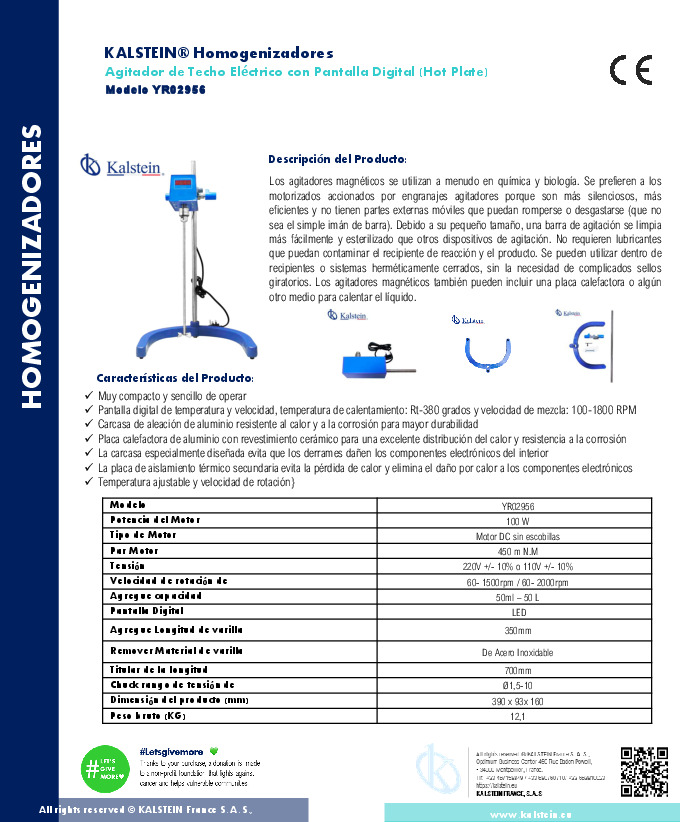 HOMOGENIZADORES
KALSTEIN® Homogenizadores
Agitador de Techo Eléctrico con Pantalla Digital (Hot Plate)
Modelo YR02956
CE
Kalstein®
Descripción del Producto:
Los agitadores magnéticos se utilizan a menudo en química y biología. Se prefieren a los
motorizados accionados por engranajes agitadores porque son más silenciosos, más
eficientes y no tienen partes externas móviles que puedan romperse o desgastarse (que no
sea el simple imán de barra). Debido a su pequeño tamaño, una barra de agitación se limpia
más fácilmente y esterilizado que otros dispositivos de agitación. No requieren lubricantes
que puedan contaminar el recipiente de reacción y el producto. Se pueden utilizar dentro de
recipientes o sistemas herméticamente cerrados, sin la necesidad de complicados sellos
giratorios. Los agitadores magnéticos también pueden incluir una placa calefactora o algún
otro medio para calentar el líquido.
Kalstein
Kalstein
Kalstein
Características del Producto:
✓ Muy compacto y sencillo de operar
✓ Pantalla digital de temperatura y velocidad, temperatura de calentamiento: Rt-380 grados y velocidad de mezcla: 100-1800 RPM
✓ Carcasa de aleación de aluminio resistente al calor y a la corrosión para mayor durabilidad
✓ Placa calefactora de aluminio con revestimiento cerámico para una excelente distribución del calor y resistencia a la corrosión
✓ La carcasa especialmente diseñada evita que los derrames dañen los componentes electrónicos del interior
✓ La placa de aislamiento térmico secundaria evita la pérdida de calor y elimina el daño por calor a los componentes electrónicos
✓ Temperatura ajustable y velocidad de rotación}
Modelo YR02956
Potencia del Motor 100 W
Tipo de Motor Motor DC sin escobillas
Par Motor 450 m N.M
Tensión 220V +/- 10% o 110V +/- 10%
Velocidad de rotación de 60- 1500rpm / 60- 2000rpm
Agregue capacidad 50ml – 50 L
Pantalla Digital LED
Agregue Longitud de varilla 350mm
Remover Material de varilla De Acero Inoxidable
Titular de la longitud 700mm
Chuck rango de tensión de Ø1,5-10
Dimensión del producto (mm) 390 x 93x 160
Peso bruto (KG) 12,1
#LET'S GIVE MORE
#Letsgivemore
Thanks to your purchase, a donation is made
to a non-profit foundation that fights against
cancer and helps vulnerable communities
All rights reserved © KALSTEIN France S. A. S.,
Optimum Business Center 450 Rue Baden Powell,
Montpellier, France.
https://kalstein.eu
KALSTEIN FRANCE, S. A. S
All rights reserved © KALSTEIN France S. A. S.,
www.kalstein.eu